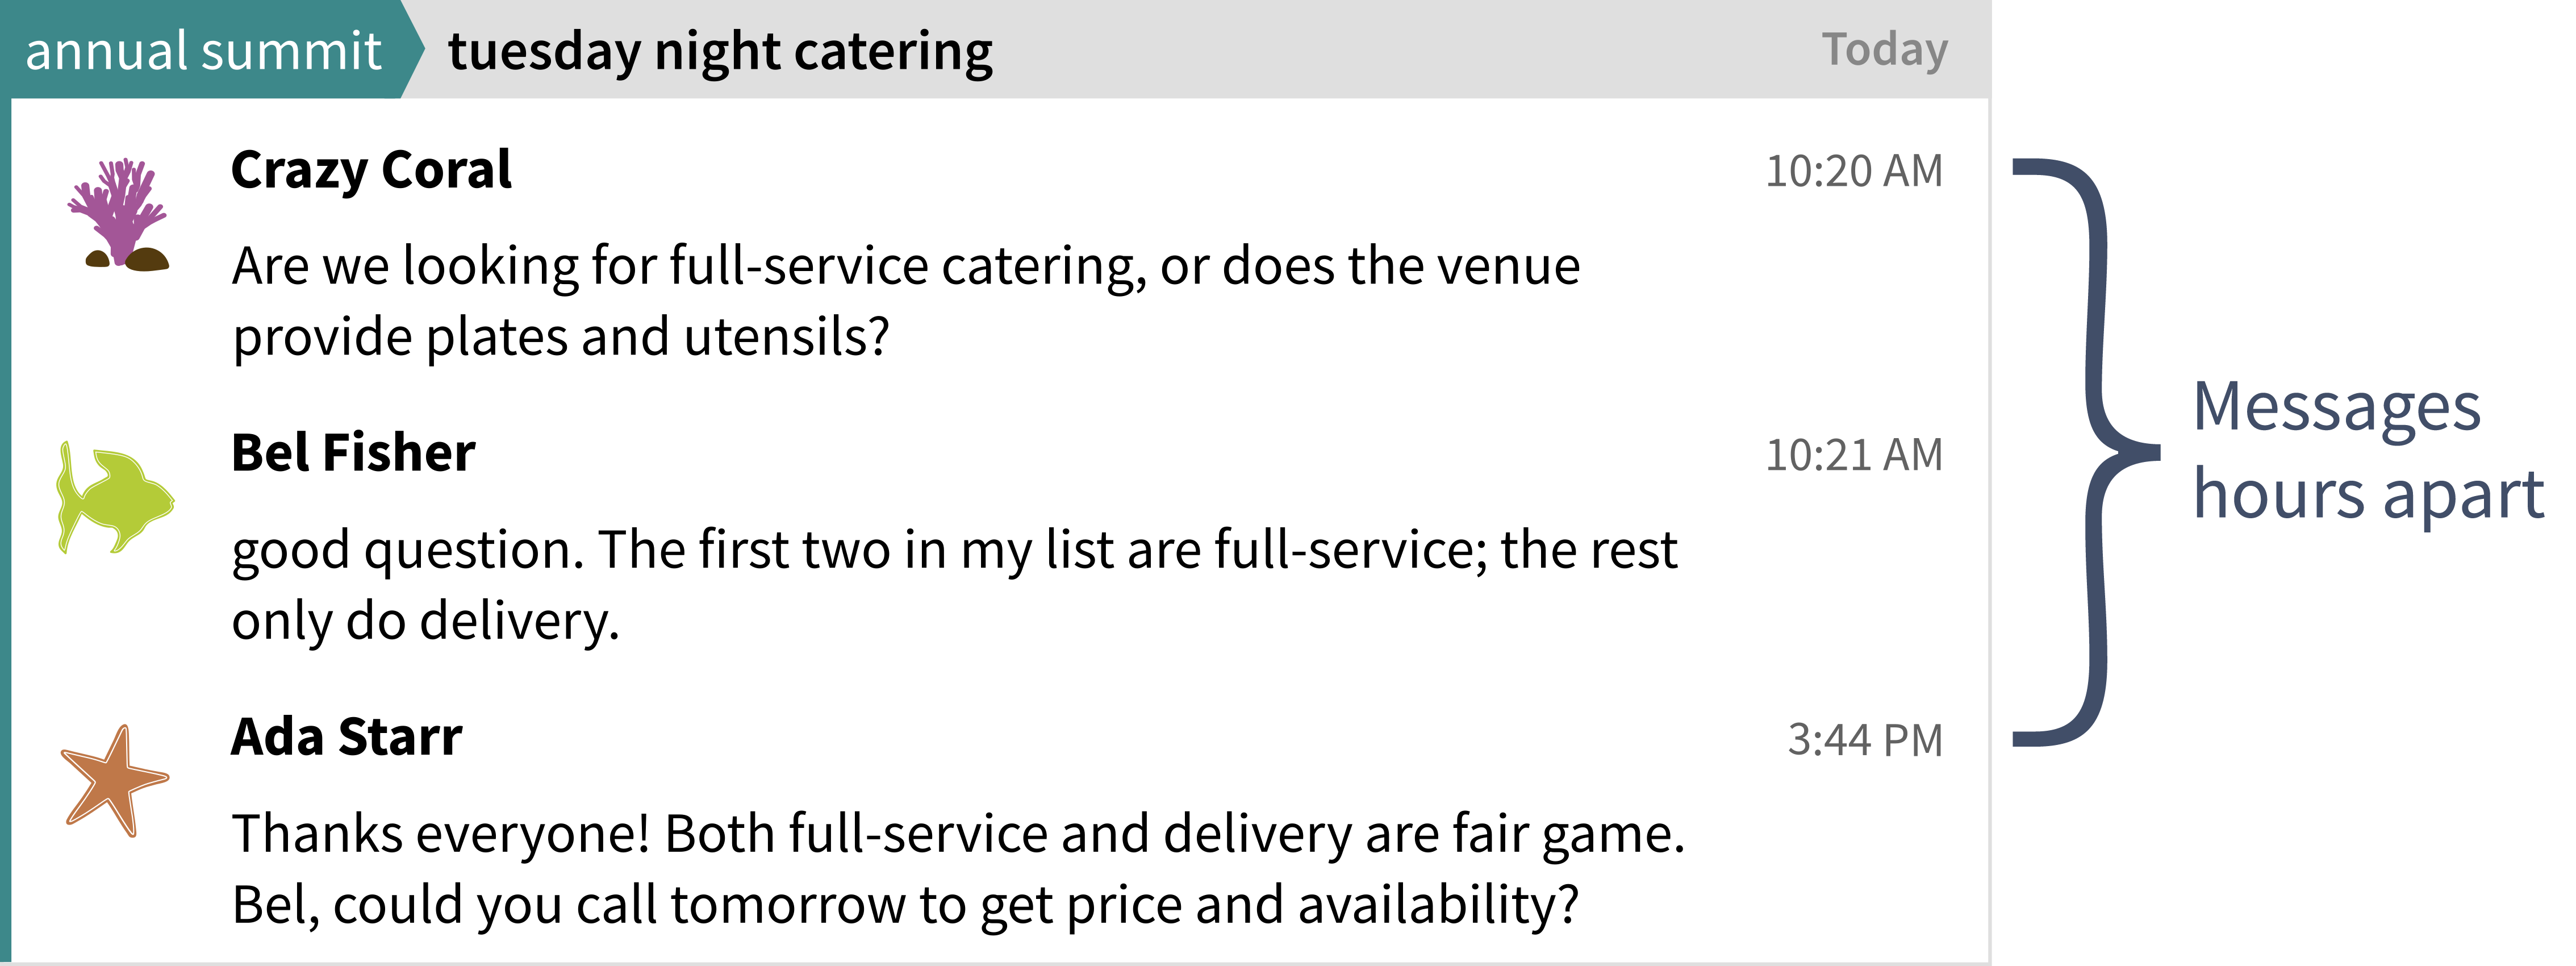 annual summit tuesday night catering Today
Crazy Coral 10:20 AM
Are we looking for full-service catering, or does the venue
provide plates and utensils?
Bel Fisher 10:21 AM
good question. The first two in my list are full-service; the rest
only do delivery.
Ada Starr 3:44 PM
Thanks everyone! Both full-service and delivery are fair game.
Bel, could you call tomorrow to get price and availability?
Messages
hours apart